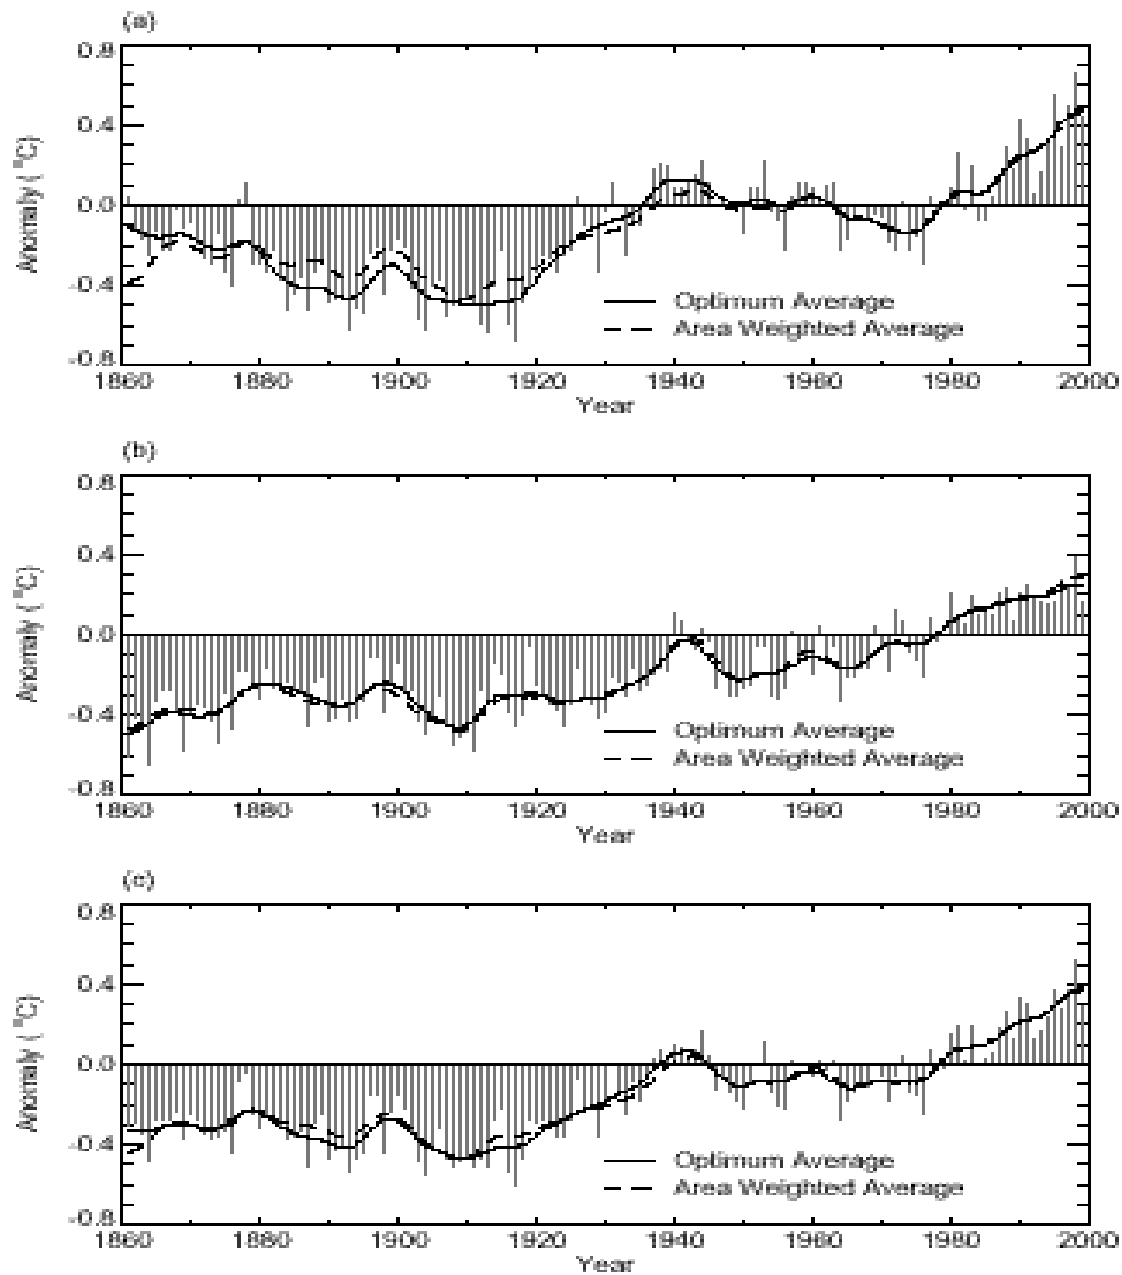 (a)
0.8
0.4
0.0
-0.4
-0.8
Anomaly (°C)
Optimum Average
Area Weighted Average
1860 1880 1900 1920 1940 1960 1980 2000
Year
(b)
0.8
0.4
0.0
-0.4
-0.8
Anomaly (°C)
Optimum Average
Area Weighted Average
1860 1880 1900 1920 1940 1960 1980 2000
Year
(c)
0.8
0.4
0.0
-0.4
-0.8
Anomaly (°C)
Optimum Average
Area Weighted Average
1860 1880 1900 1920 1940 1960 1980 2000
Year